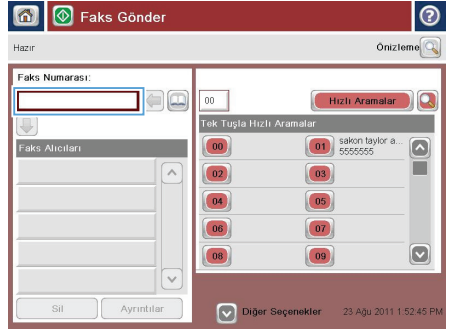 Faks Gönder
Hazır
Önizleme
Faks Numarası:
00
Hızlı Aramalar
Tek Tuşla Hızlı Aramalar
Faks Alıcıları
00
01
sakon taylor a...
5555555
02
03
04
05
06
07
08
09
Sil
Ayrıntılar
Diğer Seçenekler
23 Ağu 2011 1:52:45 PM